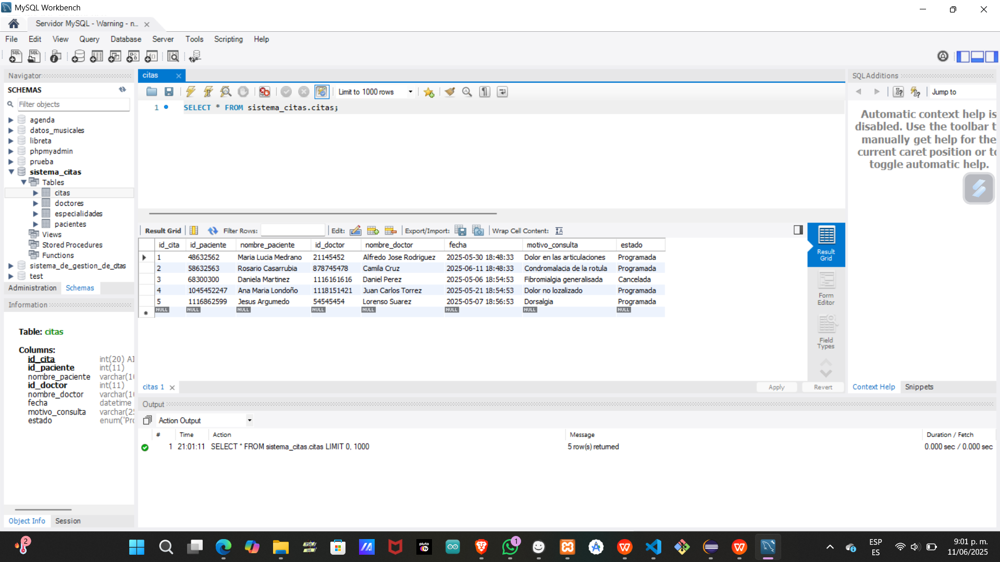 MySQL Workbench
Servidor MySQL - Warning - n...
File Edit View Query Database Server Tools Scripting Help
Navigator
SCHEMAS
Filter objects
agenda
datos_musicales
libreta
phpmyadmin
prueba
sistema_citas
Tables
citas
doctores
especialidades
pacientes
Views
Stored Procedures
Functions
sistema_de_gestion_de_citas
test
Administration Schemas
Information
Table: citas
Columns:
id_cita int(20) AI
id_paciente int(11)
nombre_paciente varchar(10
id_doctor int(11)
nombre_doctor varchar(10
fecha datetime
motivo_consulta varchar(25
estado enum('Pro
Object Info Session
citas
Limit to 1000 rows
1 SELECT * FROM sistema_citas.citas;
Result Grid Filter Rows: Edit: Export/Import: Wrap Cell Content:
id_cita id_paciente nombre_paciente id_doctor nombre_doctor fecha motivo_consulta estado
1 48632562 Maria Lucia Medrano 21145452 Alfredo Jose Rodriguez 2025-05-30 18:48:33 Dolor en las articulaciones Programada
2 58632563 Rosario Casarrubia 878745478 Camila Cruz 2025-06-11 18:48:33 Condromalacia de la rotula Programada
3 68300300 Daniela Martinez 1116161616 Daniel Perez 2025-05-06 18:54:53 Fibromialgia generalisada Cancelada
4 1045452247 Ana Maria Londoño 1118151421 Juan Carlos Torrez 2025-05-21 18:54:53 Dolor no lozalizado Programada
5 1116862599 Jesus Argumedo 54545454 Lorenso Suarez 2025-05-07 18:56:53 Dorsalgia Programada
NULL NULL NULL NULL NULL NULL NULL NULL
Result
Grid
Form
Editor
Field
Types
citas 1
Apply Revert
SQLAdditions
Jump to
Automatic context help is
disabled. Use the toolbar t
manually get help for the
current caret position or to
toggle automatic help.
Context Help Snippets
Output
Action Output
# Time Action Message Duration / Fetch
1 21:01:11 SELECT * FROM sistema_citas.citas LIMIT 0, 1000 5 row(s) returned 0.000 sec / 0.000 sec
2
pluto tv
1
ESP
ES
9:01 p. m.
11/06/2025